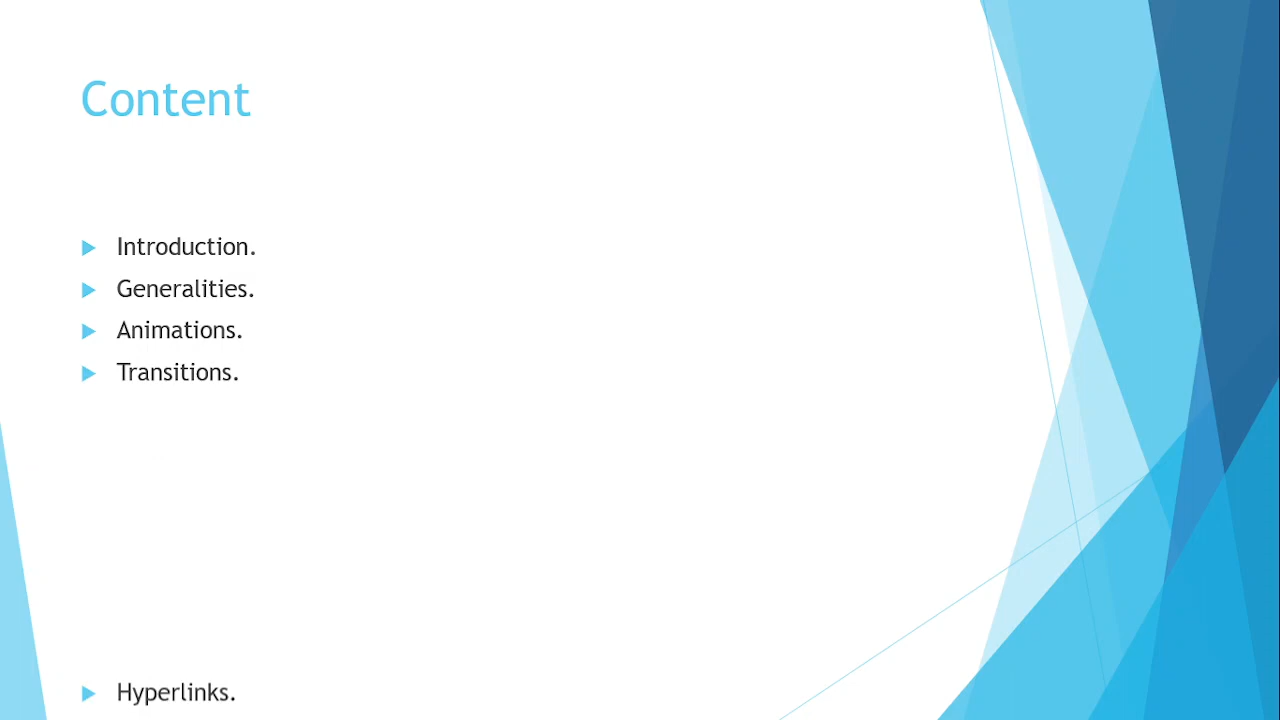 Content
Introduction.
Generalities.
Animations.
Transitions.
Hyperlinks.